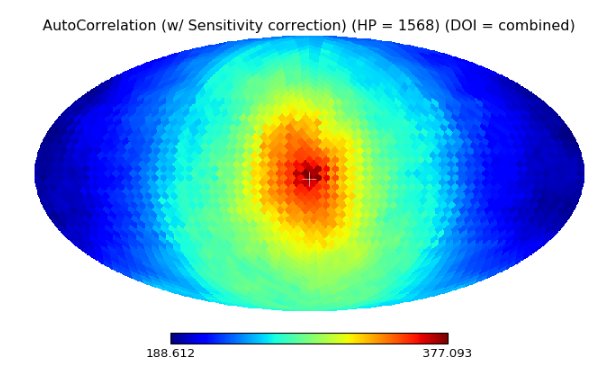 AutoCorrelation (w/ Sensitivity correction) (HP = 1568) (DOI = combined)
188.612 377.093